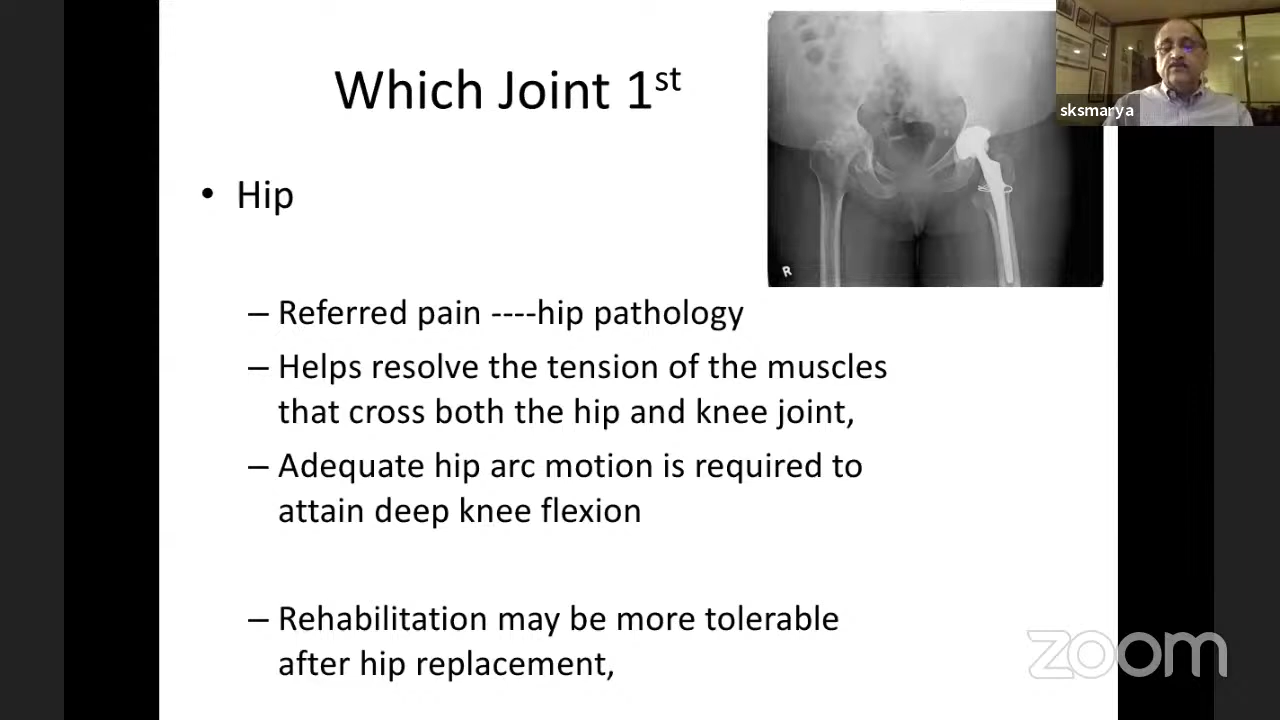 Which Joint 1st
sksmarya
• Hip
R
– Referred pain ----hip pathology
– Helps resolve the tension of the muscles
that cross both the hip and knee joint,
– Adequate hip arc motion is required to
attain deep knee flexion
– Rehabilitation may be more tolerable
after hip replacement,
zoom